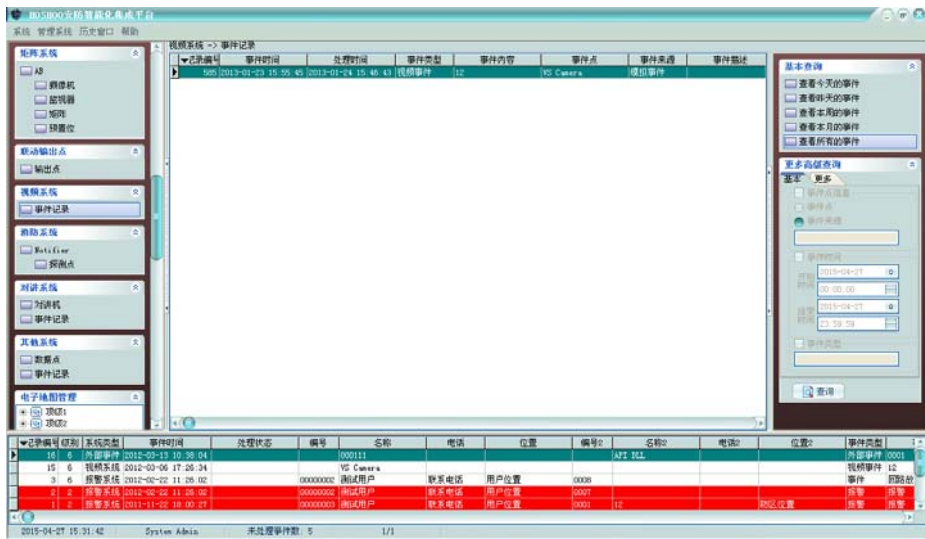 HOSBOO安防智能化集成平台
系统 管理系统 历史窗口 帮助
矩阵系统
AB
摄像机
监视器
矩阵
预置位
联动输出点
输出点
视频系统
事件记录
消防系统
Notifier
探测点
对讲系统
对讲机
事件记录
其他系统
数据点
事件记录
电子地图管理
顶级1
顶级2
视频系统 -> 事件记录
记录编号 事件时间 处理时间 事件类型 事件内容 事件点 事件来源 事件描述
585 2013-01-23 15:55:45 2013-01-24 15:46:43 视频事件 12 VS Camera 模拟事件
基本查询
查看今天的事件
查看昨天的事件
查看本周的事件
查看本月的事件
查看所有的事件
更多高级查询
基本 更多
事件点信息
事件点
事件来源
事件时间
开始时间 2015-04-27
00:00:00
结束时间 2015-04-27
23:59:59
事件类型
查询
记录编号 级别 系统类型 事件时间 处理状态 编号 名称 电话 位置 编号2 名称2 电话2 位置2 事件类型
16 6 外部事件 2012-03-13 10:38:04 000111 API DLL 外部事件 0001
15 6 视频系统 2012-03-06 17:26:34 VS Camera 视频事件 12
3 6 报警系统 2012-02-22 11:26:02 00000002 测试用户 联系电话 用户位置 0008 事件 回路故
2 2 报警系统 2012-02-22 11:26:02 00000002 测试用户 联系电话 用户位置 0007 报警 报警
1 2 报警系统 2011-11-22 18:00:27 00000003 测试用户 联系电话 用户位置 0001 12 防区位置 报警 报警
2015-04-27 15:31:42 System Admin 未处理事件数: 5 1/1